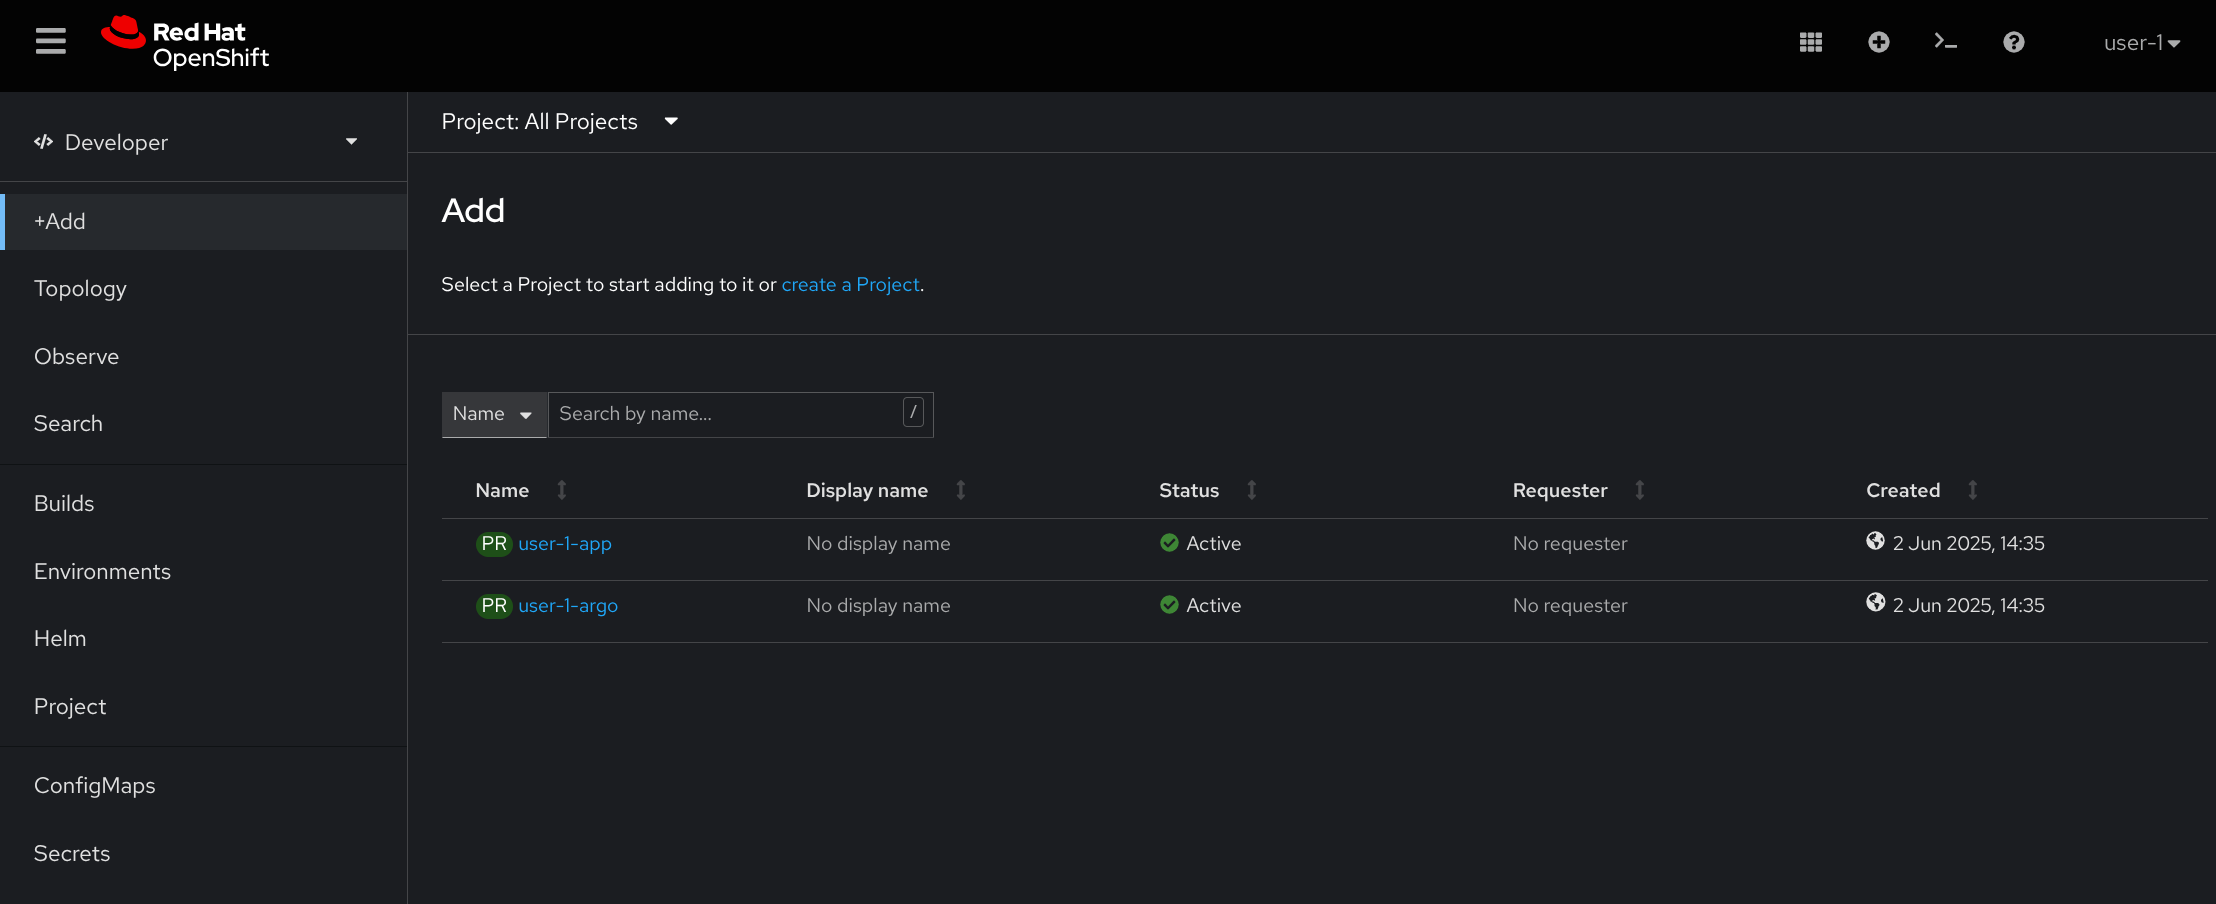 Red Hat
OpenShift
user-1
Developer
+Add
Topology
Observe
Search
Builds
Environments
Helm
Project
ConfigMaps
Secrets
Project: All Projects
Add
Select a Project to start adding to it or create a Project.
Name Search by name... /
Name Display name Status Requester Created
PR user-1-app No display name Active No requester 2 Jun 2025, 14:35
PR user-1-argo No display name Active No requester 2 Jun 2025, 14:35